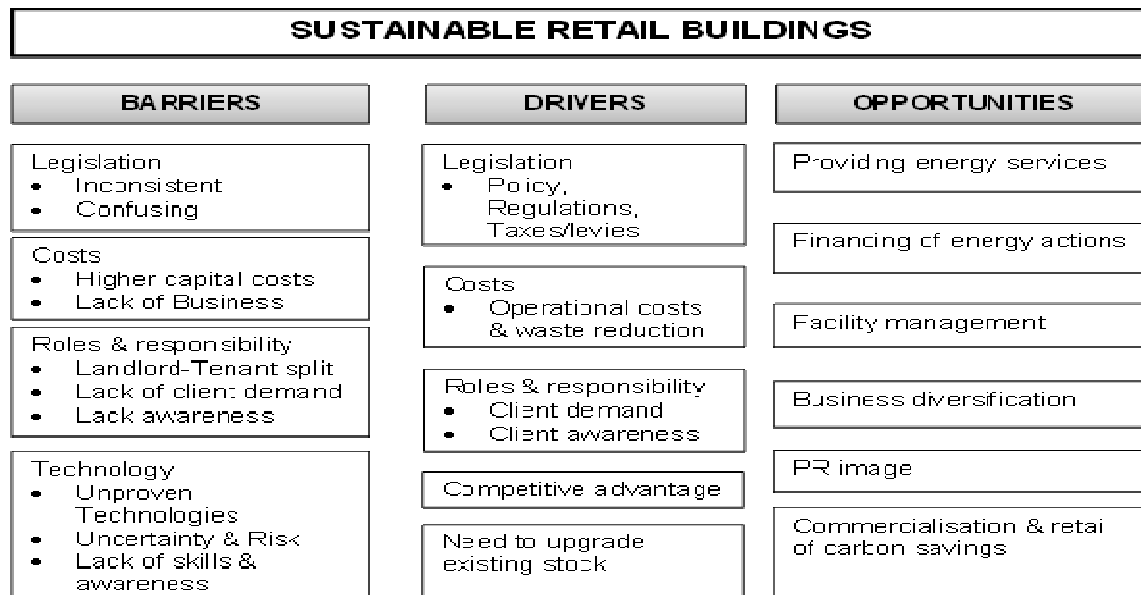 SUSTAINABLE RETAIL BUILDINGS
BARRIERS
Legislation
• Inconsistent
• Confusing
Costs
• Higher capital costs
• Lack of Business
Roles & responsibility
• Landlord-Tenant split
• Lack of client demand
• Lack awareness
Technology
• Unproven
Technologies
• Uncertainty & Risk
• Lack of skills &
awareness
DRIVERS
Legislation
• Policy,
Regulations,
Taxes/levies
Costs
• Operational costs
& waste reduction
Roles & responsibility
• Client demand
• Client awareness
Competitive advantage
Need to upgrade
existing stock
OPPORTUNITIES
Providing energy services
Financing of energy actions
Facility management
Business diversification
PR image
Commercialisation & retai
of carbon savings